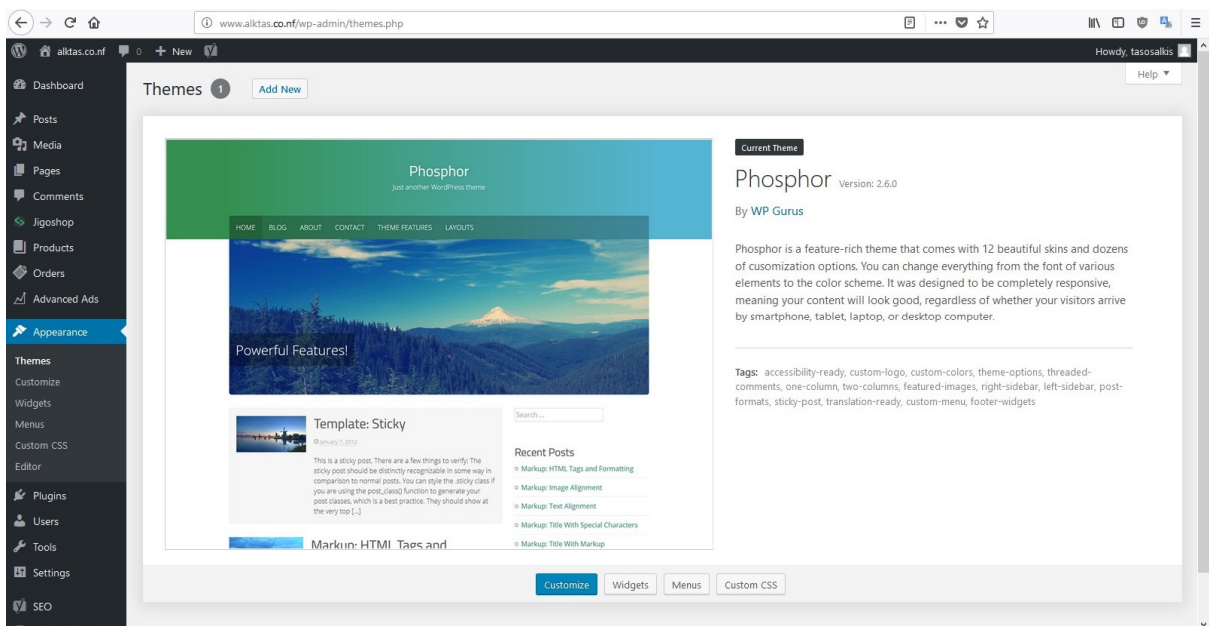 www.alktas.co.nf/wp-admin/themes.php
alktas.co.nf 0 + New
Howdy, tasosalkis
Help
Dashboard
Posts
Media
Pages
Comments
Jigoshop
Products
Orders
Advanced Ads
Appearance
Themes
Customize
Widgets
Menus
Custom CSS
Editor
Plugins
Users
Tools
Settings
SEO
Themes 1 Add New
Phosphor
Just another WordPress theme
HOME BLOG ABOUT CONTACT THEME FEATURES LAYOUTS
Powerful Features!
Template: Sticky
January 7, 2012
This is a sticky post. There are a few things to verify: The
sticky post should be distinctly recognizable in some way in
comparison to normal posts. You can style the .sticky class if
you are using the post_class() function to generate your
post classes, which is a best practice. They should show at
the very top [...]
Markup: HTML Tags and
Search ...
Recent Posts
Markup: HTML Tags and Formatting
Markup: Image Alignment
Markup: Text Alignment
Markup: Title With Special Characters
Markup: Title With Markup
Current Theme
Phosphor Version: 2.6.0
By WP Gurus
Phosphor is a feature-rich theme that comes with 12 beautiful skins and dozens
of cusomization options. You can change everything from the font of various
elements to the color scheme. It was designed to be completely responsive,
meaning your content will look good, regardless of whether your visitors arrive
by smartphone, tablet, laptop, or desktop computer.
Tags: accessibility-ready, custom-logo, custom-colors, theme-options, threaded-
comments, one-column, two-columns, featured-images, right-sidebar, left-sidebar, post-
formats, sticky-post, translation-ready, custom-menu, footer-widgets
Customize Widgets Menus Custom CSS